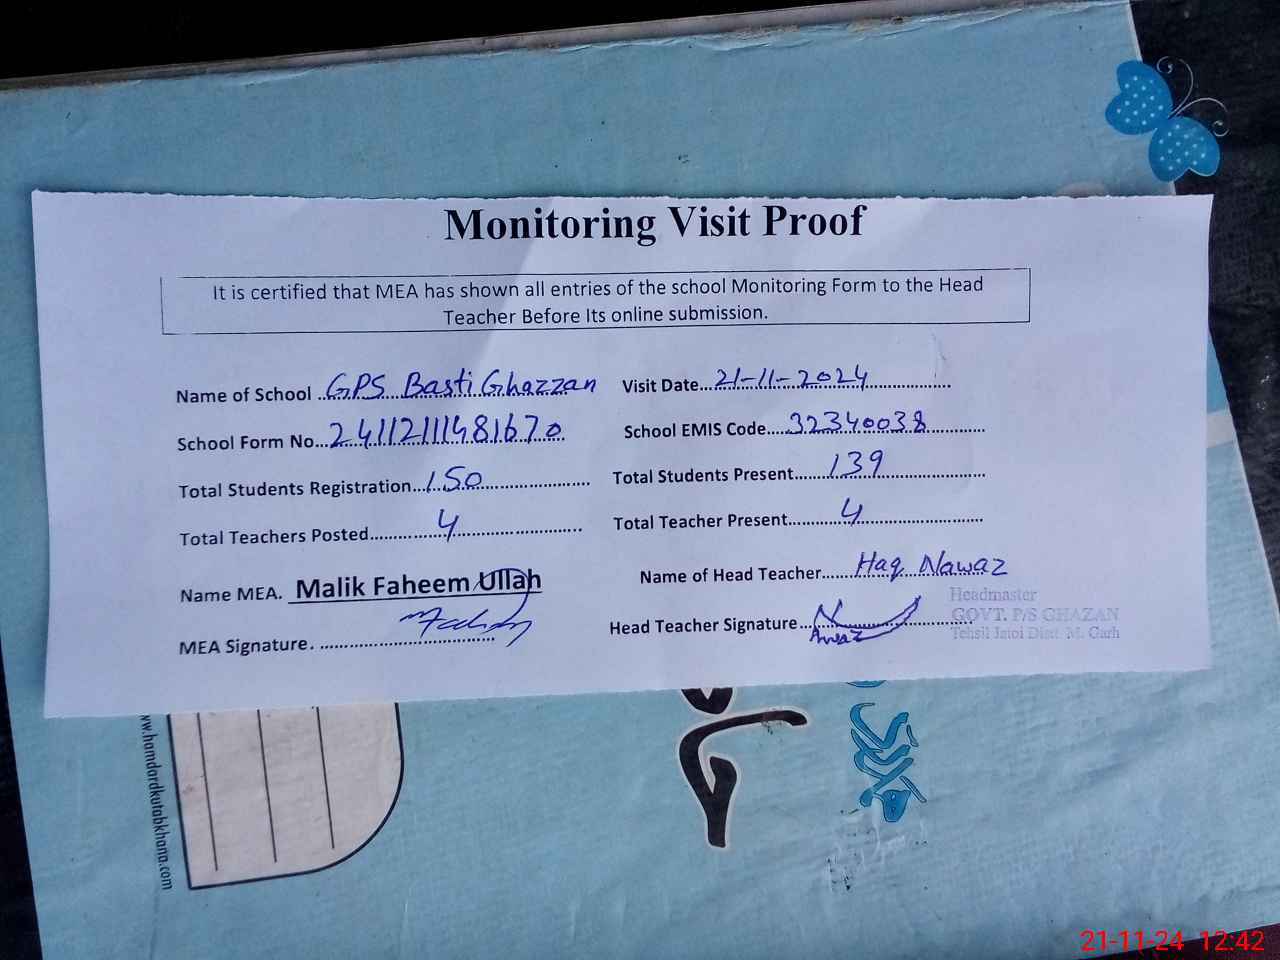 Monitoring Visit Proof
It is certified that MEA has shown all entries of the school Monitoring Form to the Head
Teacher Before Its online submission.
Name of School ..GPS Basti Ghazzan Visit Date...21-11-2024
School Form No...24112111481670 School EMIS Code...32340038
Total Students Registration...150 Total Students Present...139
Total Teachers Posted...4 Total Teacher Present...4
Name MEA. Malik Faheem Ullah Name of Head Teacher...Haq Nawaz
MEA Signature. Head Teacher Signature...
Headmaster
GOVT. P/S GHAZAN
Tehsil Jatoi Distt. M. Garh
www.hamdardkutabkhana.com
21-11-24 12:42